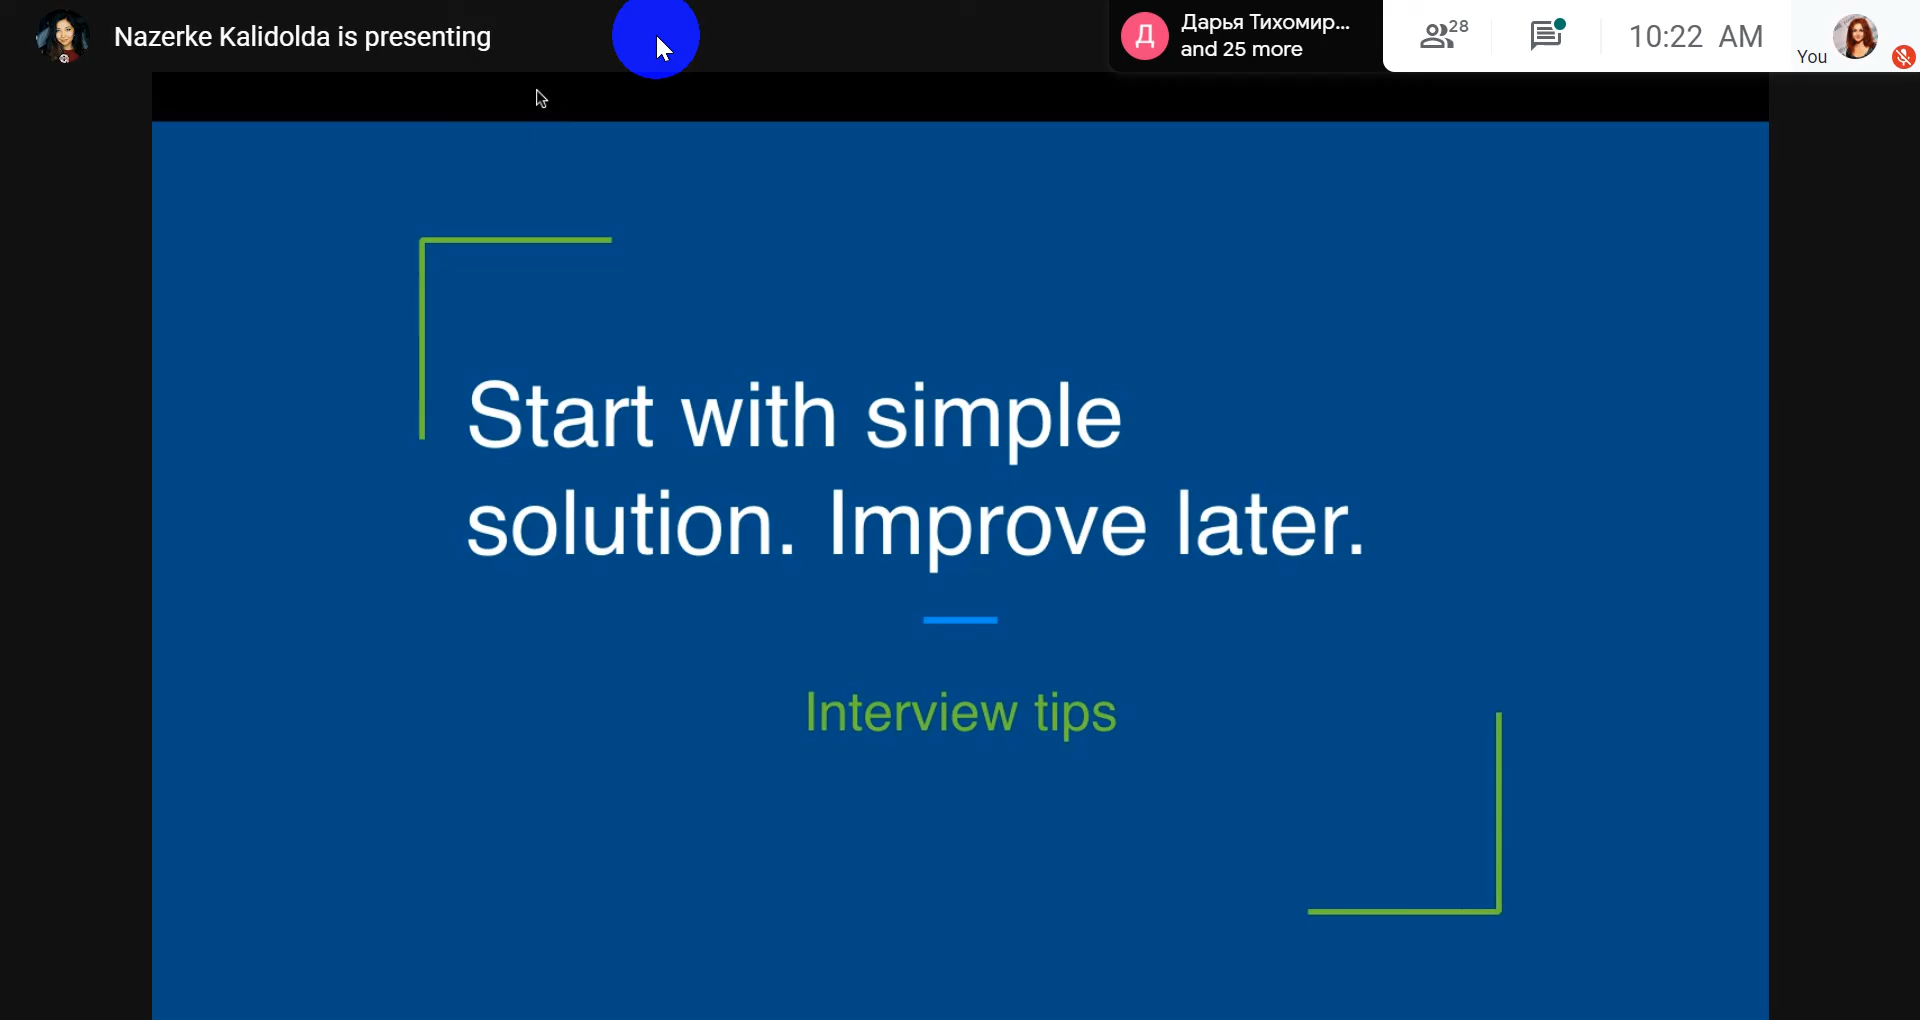 Nazerke Kalidolda is presenting
Д
Дарья Тихомир...
and 25 more
28
10:22 AM
You
Start with simple
solution. Improve later.
Interview tips